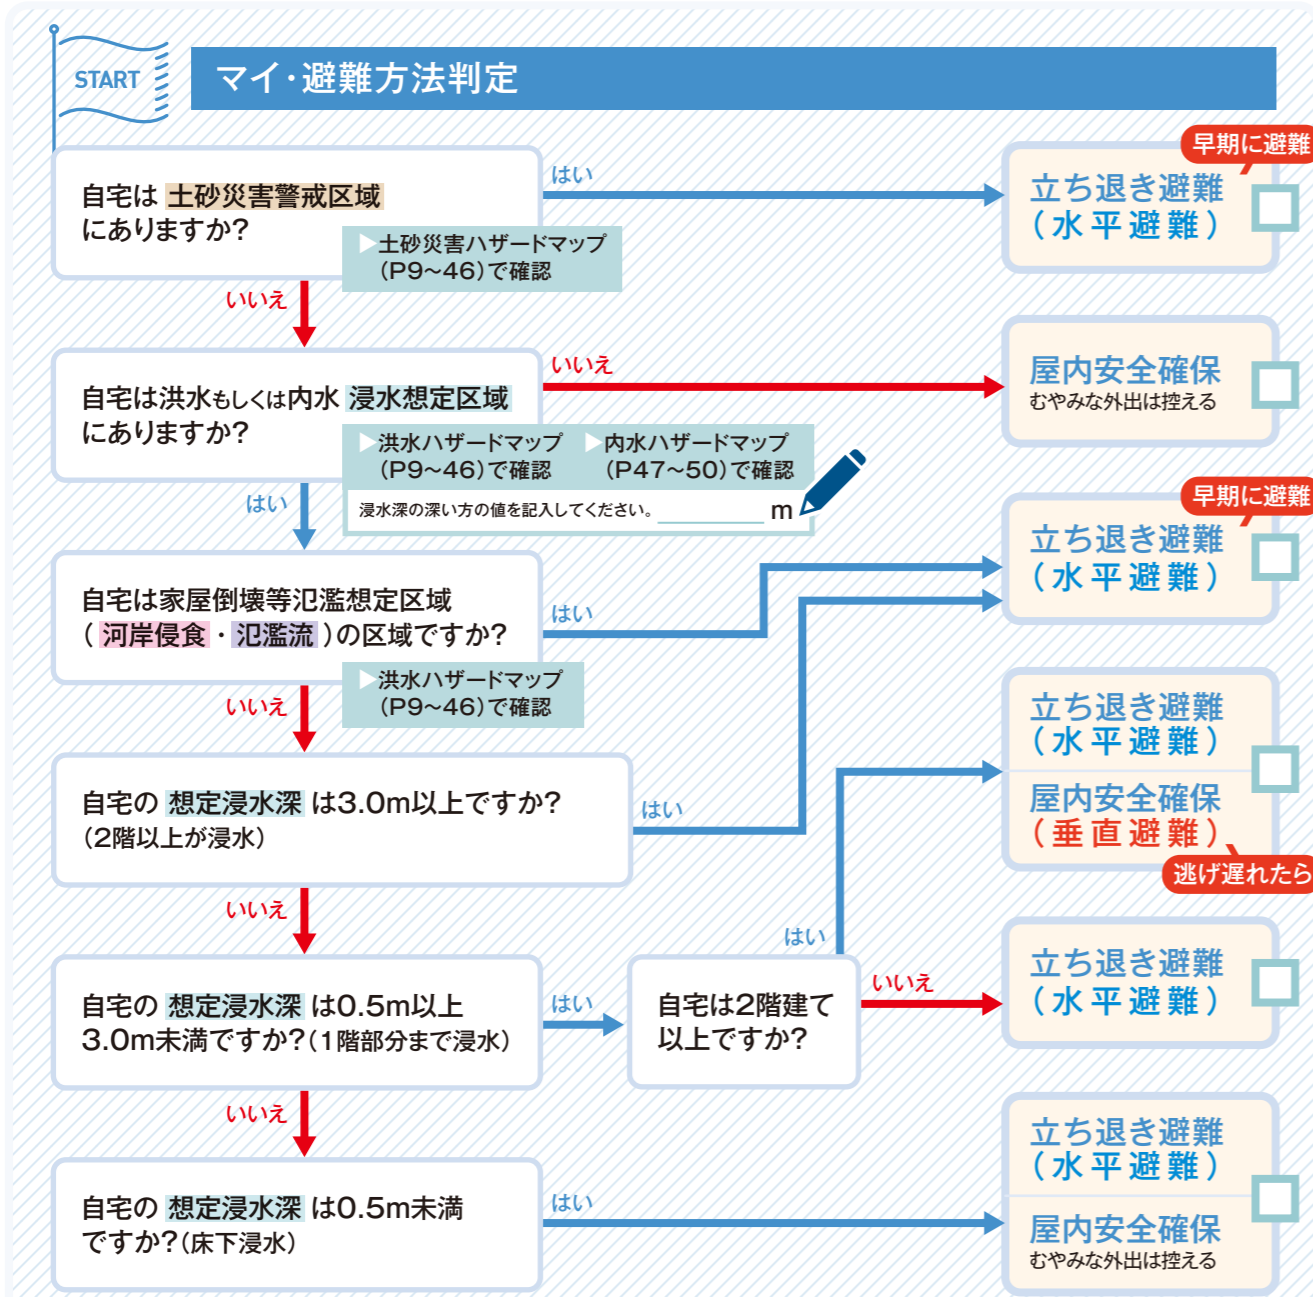 START
マイ・避難方法判定
自宅は 土砂災害警戒区域
にありますか?
▶土砂災害ハザードマップ
(P9〜46)で確認
はい
早期に避難
立ち退き避難
(水平避難)
いいえ
自宅は洪水もしくは内水 浸水想定区域
にありますか?
▶洪水ハザードマップ
(P9〜46)で確認
▶内水ハザードマップ
(P47〜50)で確認
浸水深の深い方の値を記入してください。 m
いいえ
屋内安全確保
むやみな外出は控える
はい
自宅は家屋倒壊等氾濫想定区域
(河岸侵食・氾濫流)の区域ですか?
▶洪水ハザードマップ
(P9〜46)で確認
はい
早期に避難
立ち退き避難
(水平避難)
いいえ
自宅の 想定浸水深 は3.0m以上ですか?
(2階以上が浸水)
はい
いいえ
自宅の 想定浸水深 は0.5m以上
3.0m未満ですか?(1階部分まで浸水)
はい
自宅は2階建て
以上ですか?
はい
立ち退き避難
(水平避難)
屋内安全確保
(垂直避難)
逃げ遅れたら
いいえ
立ち退き避難
(水平避難)
いいえ
自宅の 想定浸水深 は0.5m未満
ですか?(床下浸水)
はい
立ち退き避難
(水平避難)
屋内安全確保
むやみな外出は控える